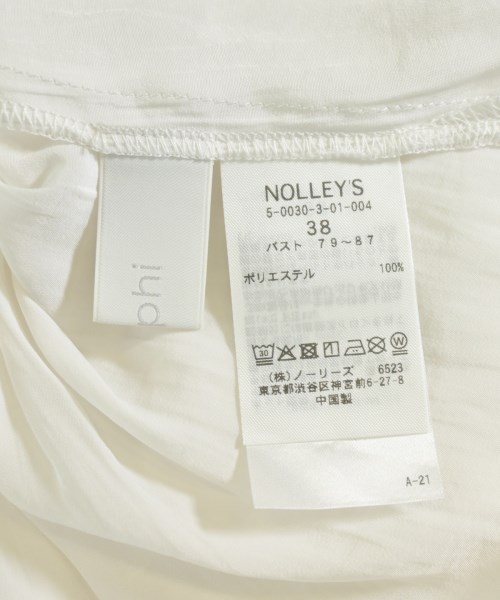 NOLLEY'S
5-0030-3-01-004
38
バスト 79～87
ポリエステル 100%
30
W
(株)ノーリーズ 6523
東京都渋谷区神宮前6-27-8
中国製
A-21